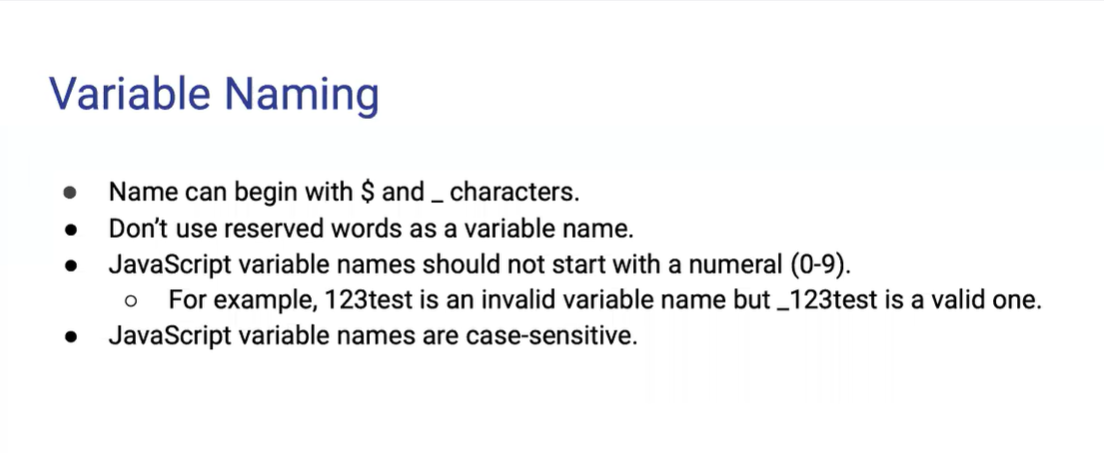 Variable Naming
● Name can begin with $ and _ characters.
● Don't use reserved words as a variable name.
● JavaScript variable names should not start with a numeral (0-9).
○ For example, 123test is an invalid variable name but _123test is a valid one.
● JavaScript variable names are case-sensitive.